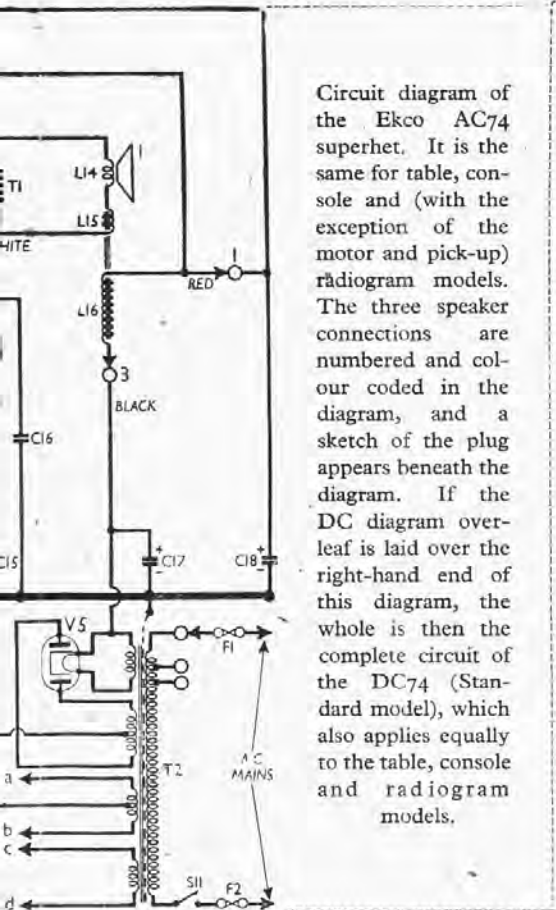 L14
T1
L15
HITE
RED
1
L16
3
BLACK
C16
C15
+
C17
-
+
C18
-
V5
F1
T2
A C
MAINS
a
b
c
d
S11
F2
Circuit diagram of
the Ekco AC74
superhet. It is the
same for table, con-
sole and (with the
exception of the
motor and pick-up)
radiogram models.
The three speaker
connections are
numbered and col-
our coded in the
diagram, and a
sketch of the plug
appears beneath the
diagram. If the
DC diagram over-
leaf is laid over the
right-hand end of
this diagram, the
whole is then the
complete circuit of
the DC74 (Stan-
dard model), which
also applies equally
to the table, console
and radiogram
models.